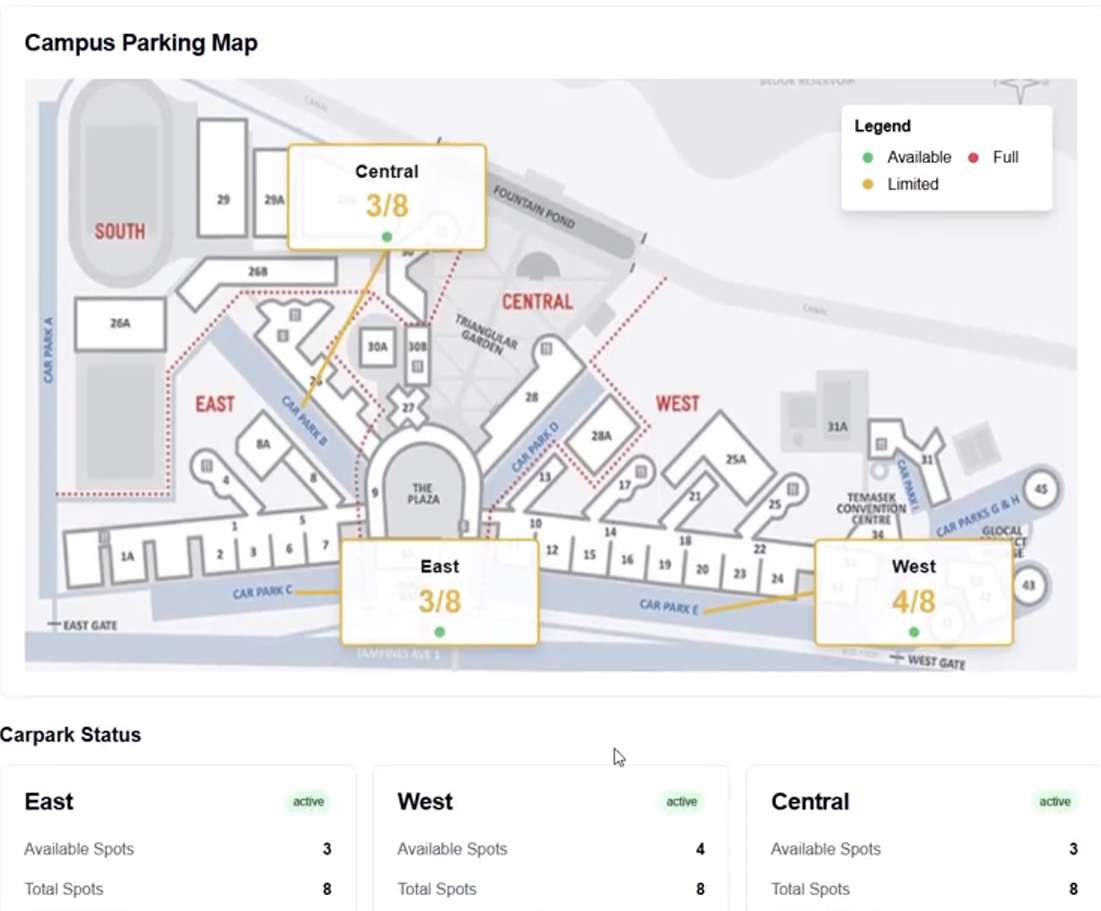 Campus Parking Map
CANAL
Legend
Available
Full
Limited
Central
3/8
FOUNTAIN POND
29
29A
SOUTH
26B
CENTRAL
CANAL
26A
CAR PARK A
TRIANGULAR
GARDEN
30A
30B
EAST
WEST
CAR PARK B
27
28
28A
CAR PARK D
31A
8A
25A
31
CAR PARK I
4
8
9
THE
PLAZA
13
17
21
25
45
TEMASEK
CONVENTION
CENTRE
CAR PARKS G & H
34
1
5
10
14
18
22
1A
2
3
6
7
12
15
16
19
20
23
24
43
East
3/8
West
4/8
CAR PARK C
CAR PARK E
EAST GATE
TAMPINES AVE 1
WEST GATE
Carpark Status
East
active
West
active
Central
active
Available Spots
3
Available Spots
4
Available Spots
3
Total Spots
8
Total Spots
8
Total Spots
8